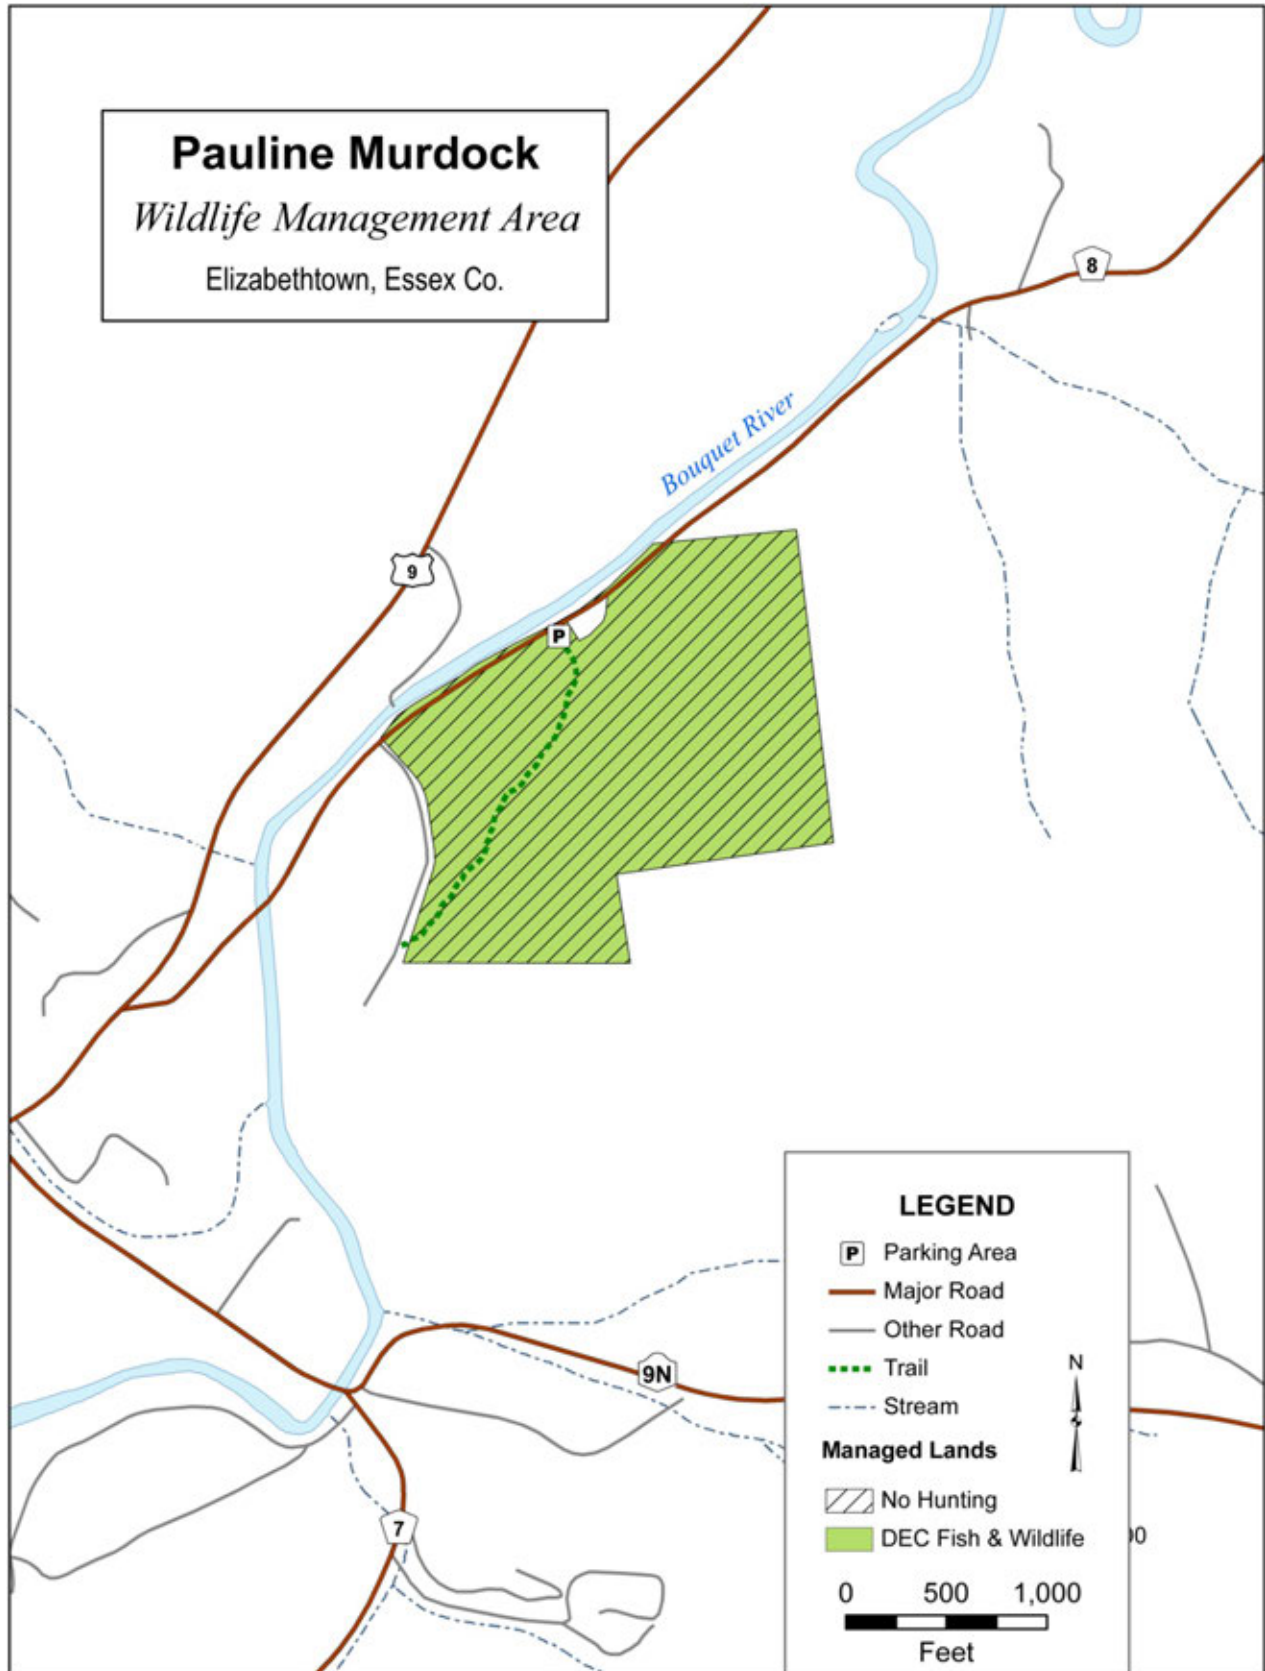 Pauline Murdock
Wildlife Management Area
Elizabethtown, Essex Co.
8
Bouquet River
9
P
LEGEND
P Parking Area
Major Road
Other Road
Trail
Stream
N
Managed Lands
No Hunting
DEC Fish & Wildlife
0 500 1,000
Feet
9N
7